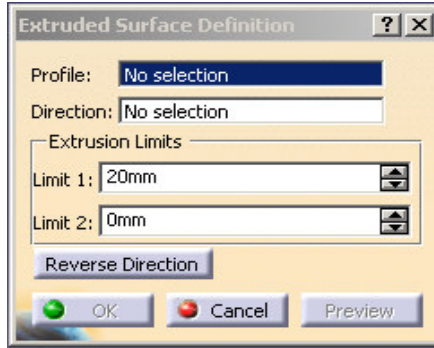 Extruded Surface Definition ? X
Profile: No selection
Direction: No selection
Extrusion Limits
Limit 1: 20mm
Limit 2: 0mm
Reverse Direction
OK Cancel Preview